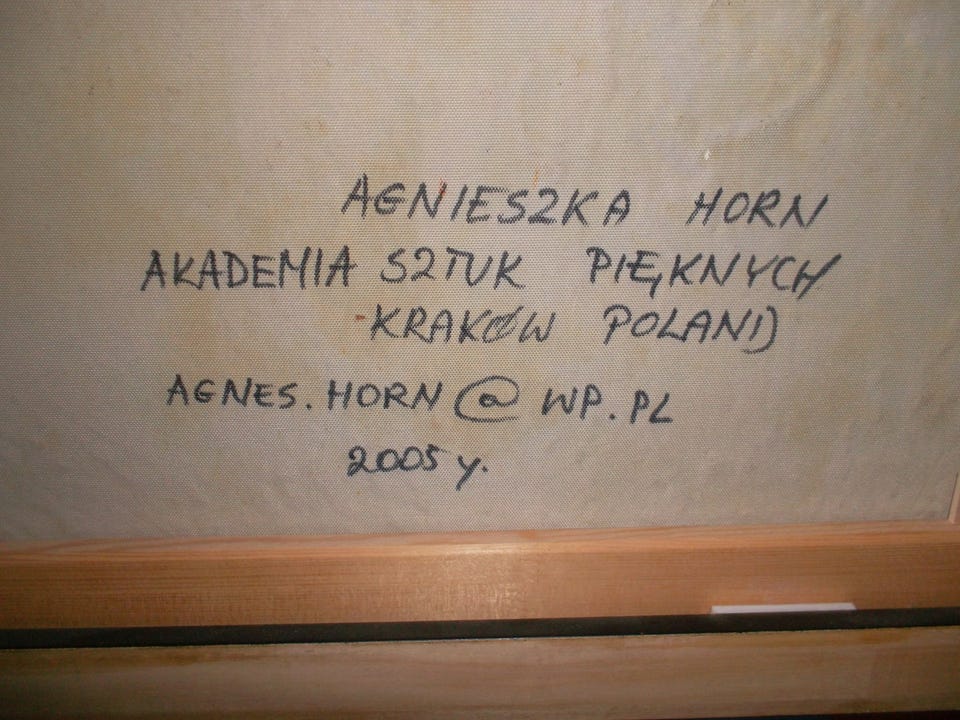 AGNIESZKA HORN
AKADEMIA SZTUK PIĘKNYCH
KRAKÓW POLAND
AGNES.HORN@WP.PL
2005 y.